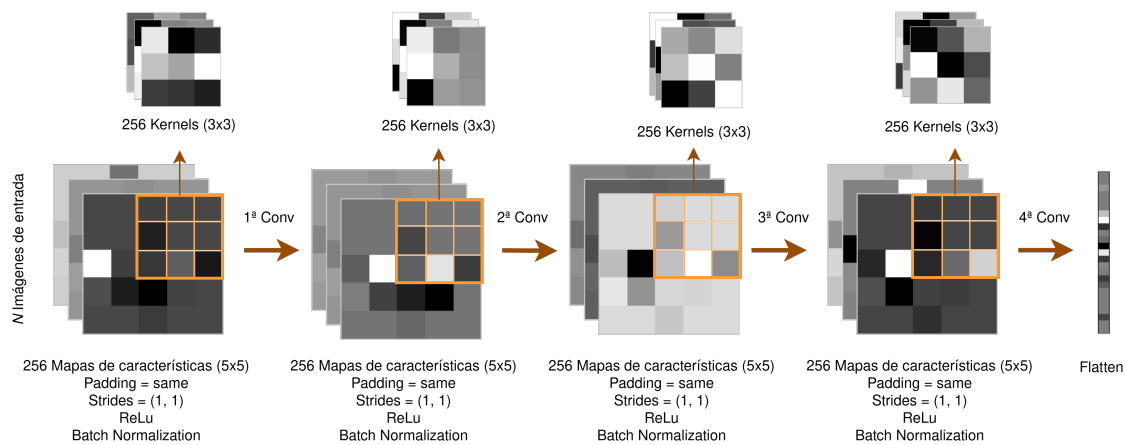 256 Kernels (3x3)
256 Kernels (3x3)
256 Kernels (3x3)
256 Kernels (3x3)
N Imágenes de entrada
1ª Conv
2ª Conv
3ª Conv
4ª Conv
256 Mapas de características (5x5)
Padding = same
Strides = (1, 1)
ReLu
Batch Normalization
256 Mapas de característícas (5x5)
Padding = same
Strides = (1, 1)
ReLu
Batch Normalization
256 Mapas de característícas (5x5)
Padding = same
Strides = (1, 1)
ReLu
Batch Normalization
256 Mapas de característícas (5x5)
Padding = same
Strides = (1, 1)
ReLu
Batch Normalization
Flatten